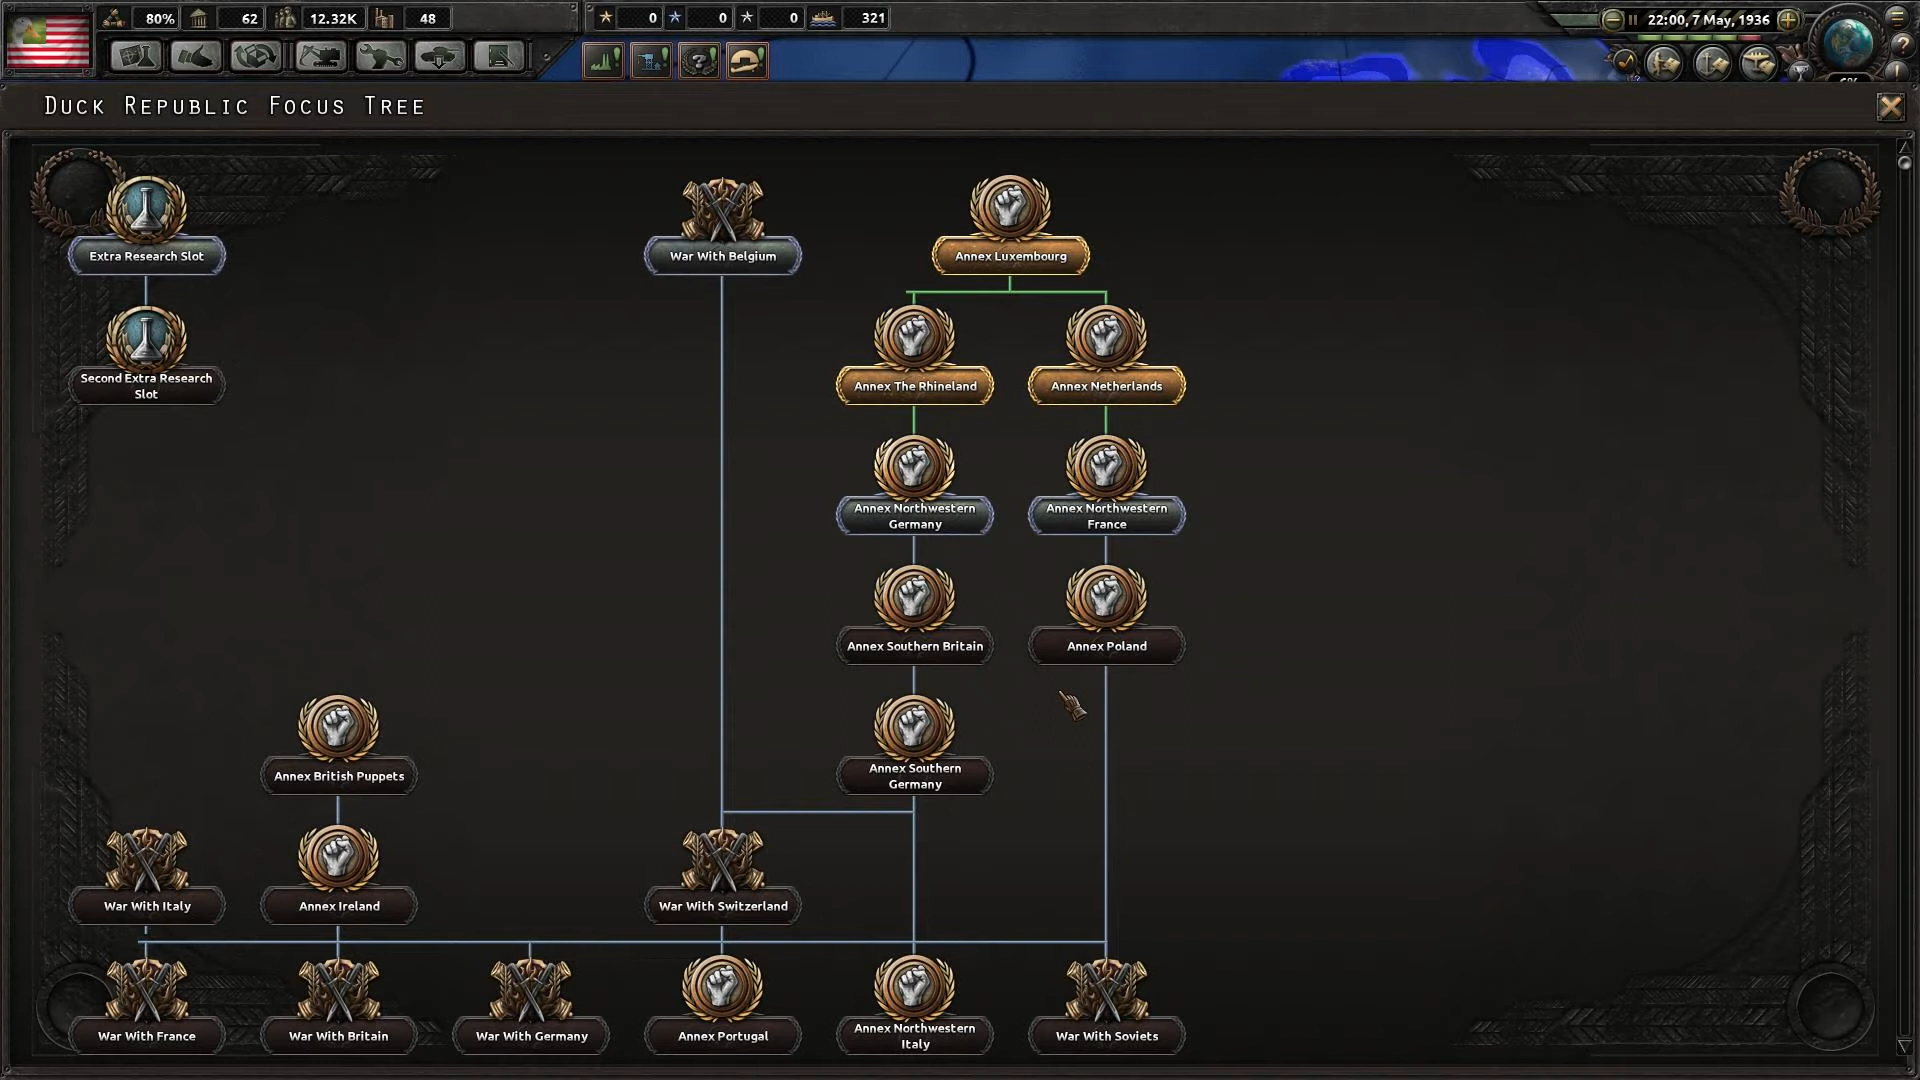 80%
62
12.32K
48
0
0
0
321
22:00, 7 May, 1936
Duck Republic Focus Tree
Extra Research Slot
War With Belgium
Annex Luxembourg
Second Extra Research
Slot
Annex The Rhineland
Annex Netherlands
Annex Northwestern
Germany
Annex Northwestern
France
Annex Southern Britain
Annex Poland
Annex British Puppets
Annex Southern
Germany
War With Italy
Annex Ireland
War With Switzerland
War With France
War With Britain
War With Germany
Annex Portugal
Annex Northwestern
Italy
War With Soviets